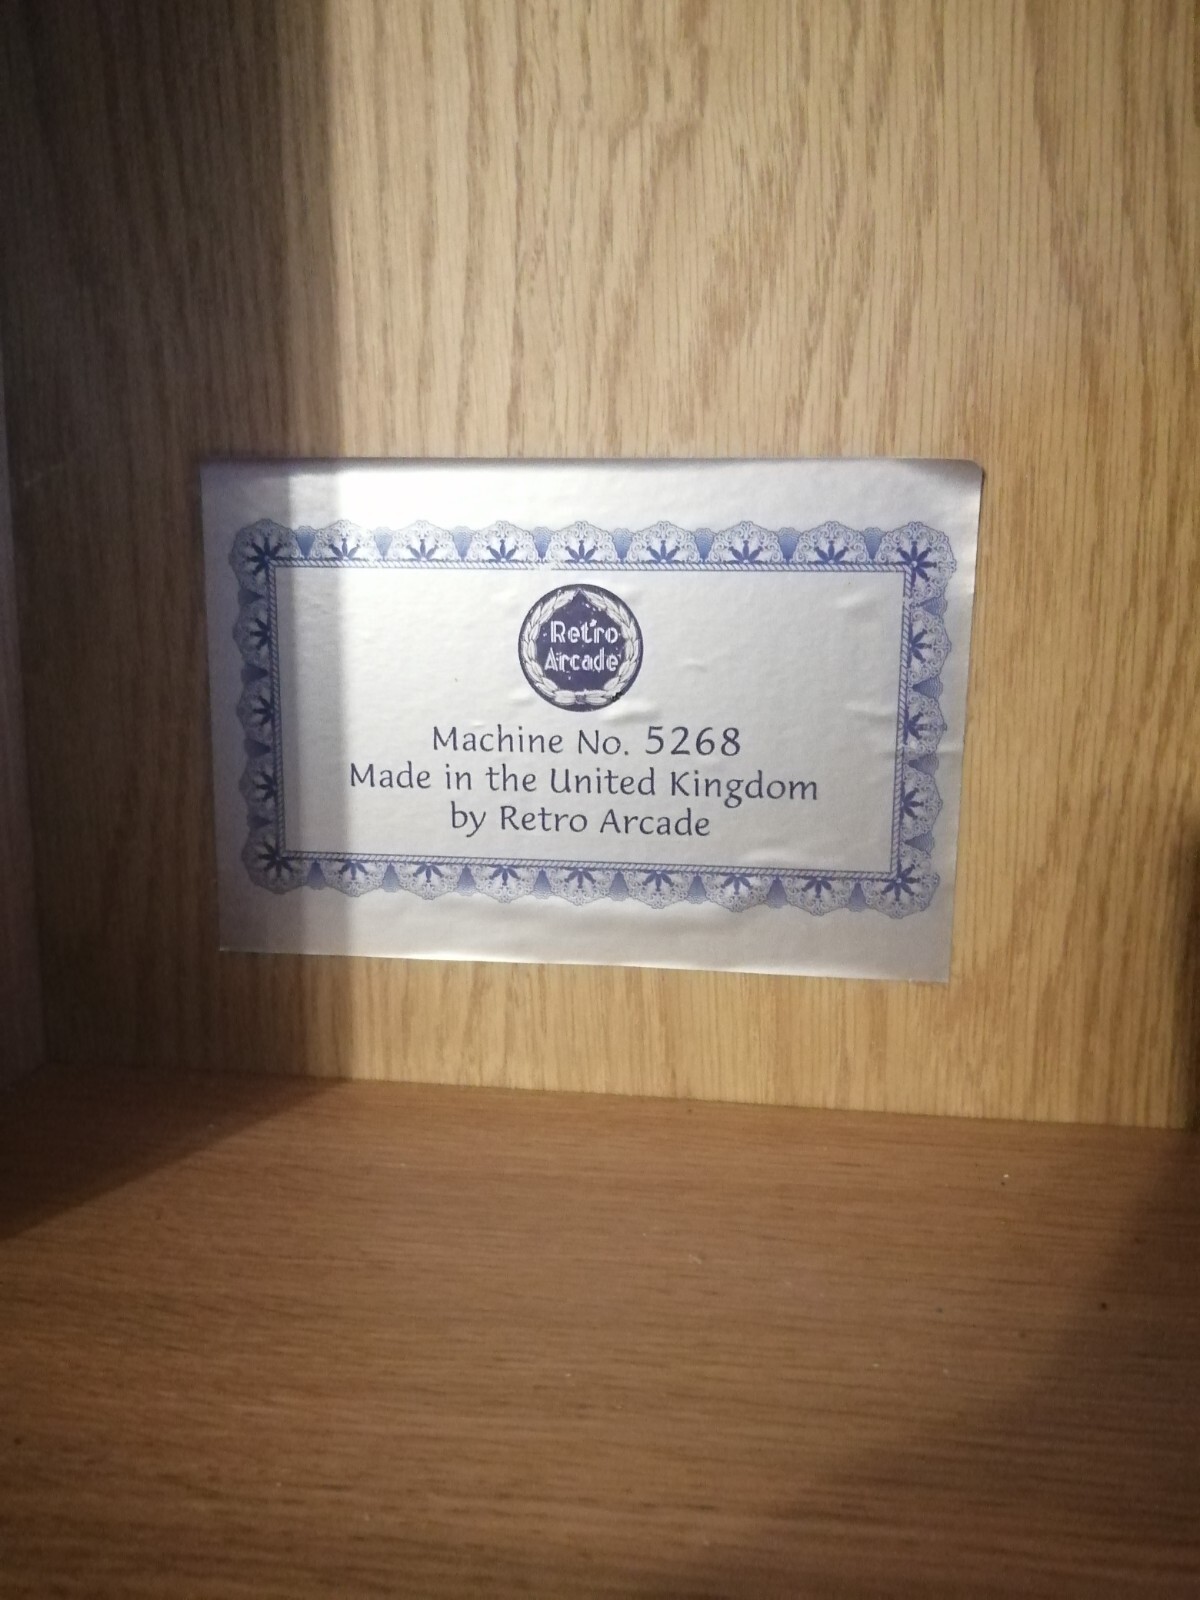 Retro
Arcade
Machine No. 5268
Made in the United Kingdom
by Retro Arcade